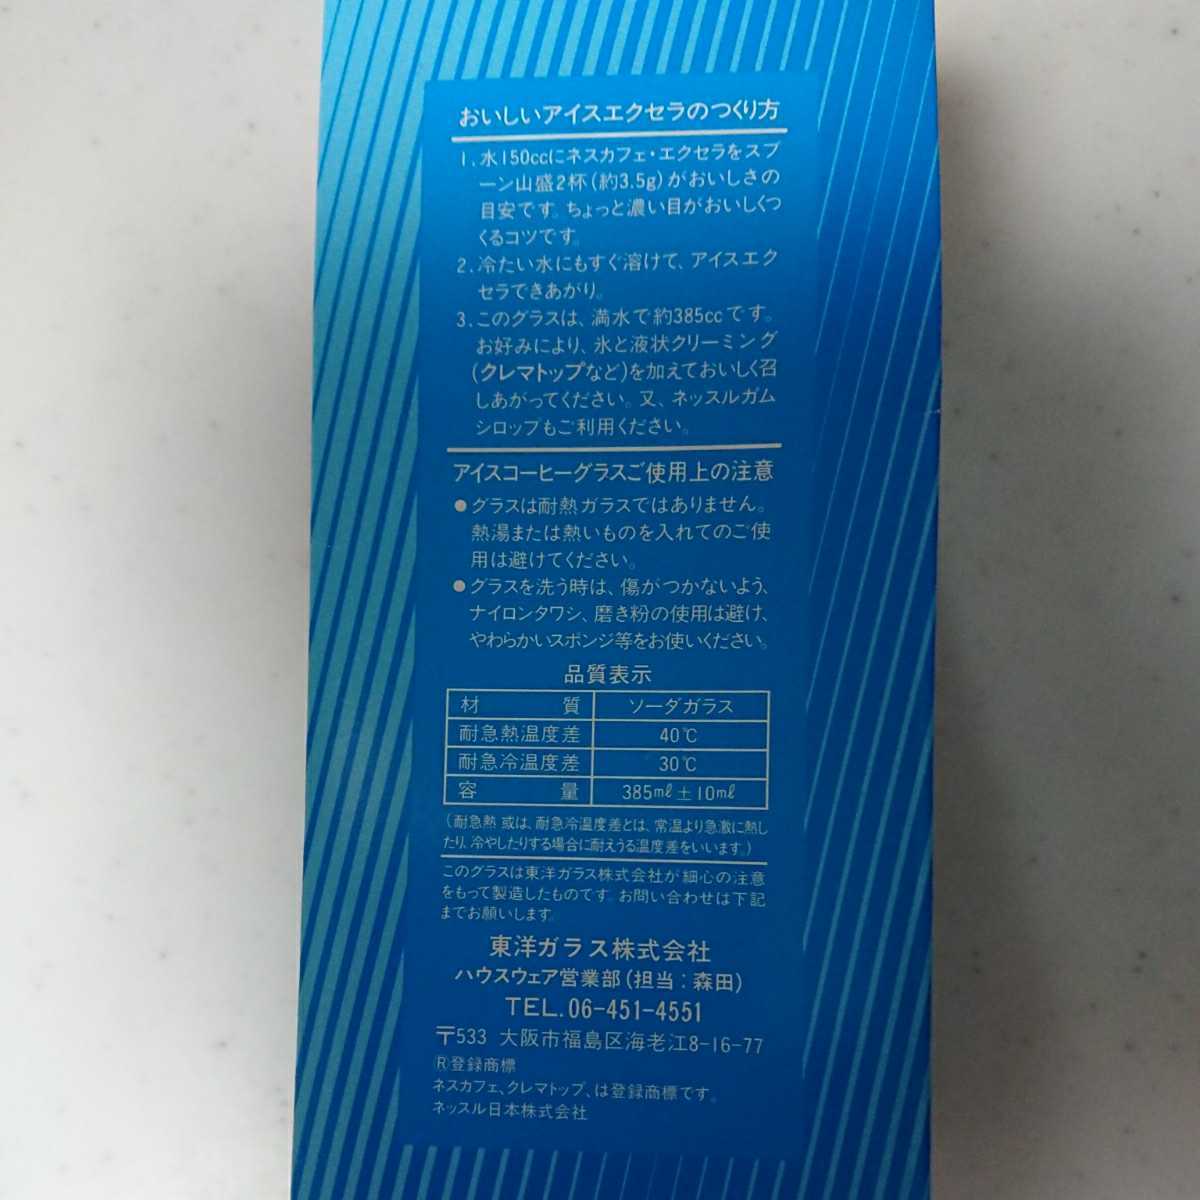 おいしいアイスエクセラのつくり方
1. 水150ccにネスカフェ・エクセラをスプ
ーン山盛2杯(約3.5g)がおいしさの
目安です。ちょっと濃い目がおいしくつ
くるコツです。
2. 冷たい水にもすぐ溶けて、アイスエク
セラできあがり。
3. このグラスは、満水で約385ccです。
お好みにより、氷と液状クリーミング
(クレマトップなど)を加えておいしく召
しあがってください。又、ネッスルガム
シロップもご利用ください。
アイスコーヒーグラスご使用上の注意
●グラスは耐熱ガラスではありません。
熱湯または熱いものを入れてのご使
用は避けてください。
●グラスを洗う時は、傷がつかないよう、
ナイロンタワシ、磨き粉の使用は避け、
やわらかいスポンジ等をお使いください。
品質表示
材 質 ソーダガラス
耐急熱温度差 40℃
耐急冷温度差 30℃
容 量 385ml±10ml
(耐急熱 或は、耐急冷温度差とは、常温より急激に熱し
たり、冷やしたりする場合に耐えうる温度差をいいます。)
このグラスは東洋ガラス株式会社が細心の注意
をもって製造したものです。お問い合わせは下記
までお願いします。
東洋ガラス株式会社
ハウスウェア営業部(担当:森田)
TEL.06-451-4551
〒533 大阪市福島区海老江8-16-77
Ⓡ登録商標
ネスカフェ、クレマトップ、は登録商標です。
ネッスル日本株式会社